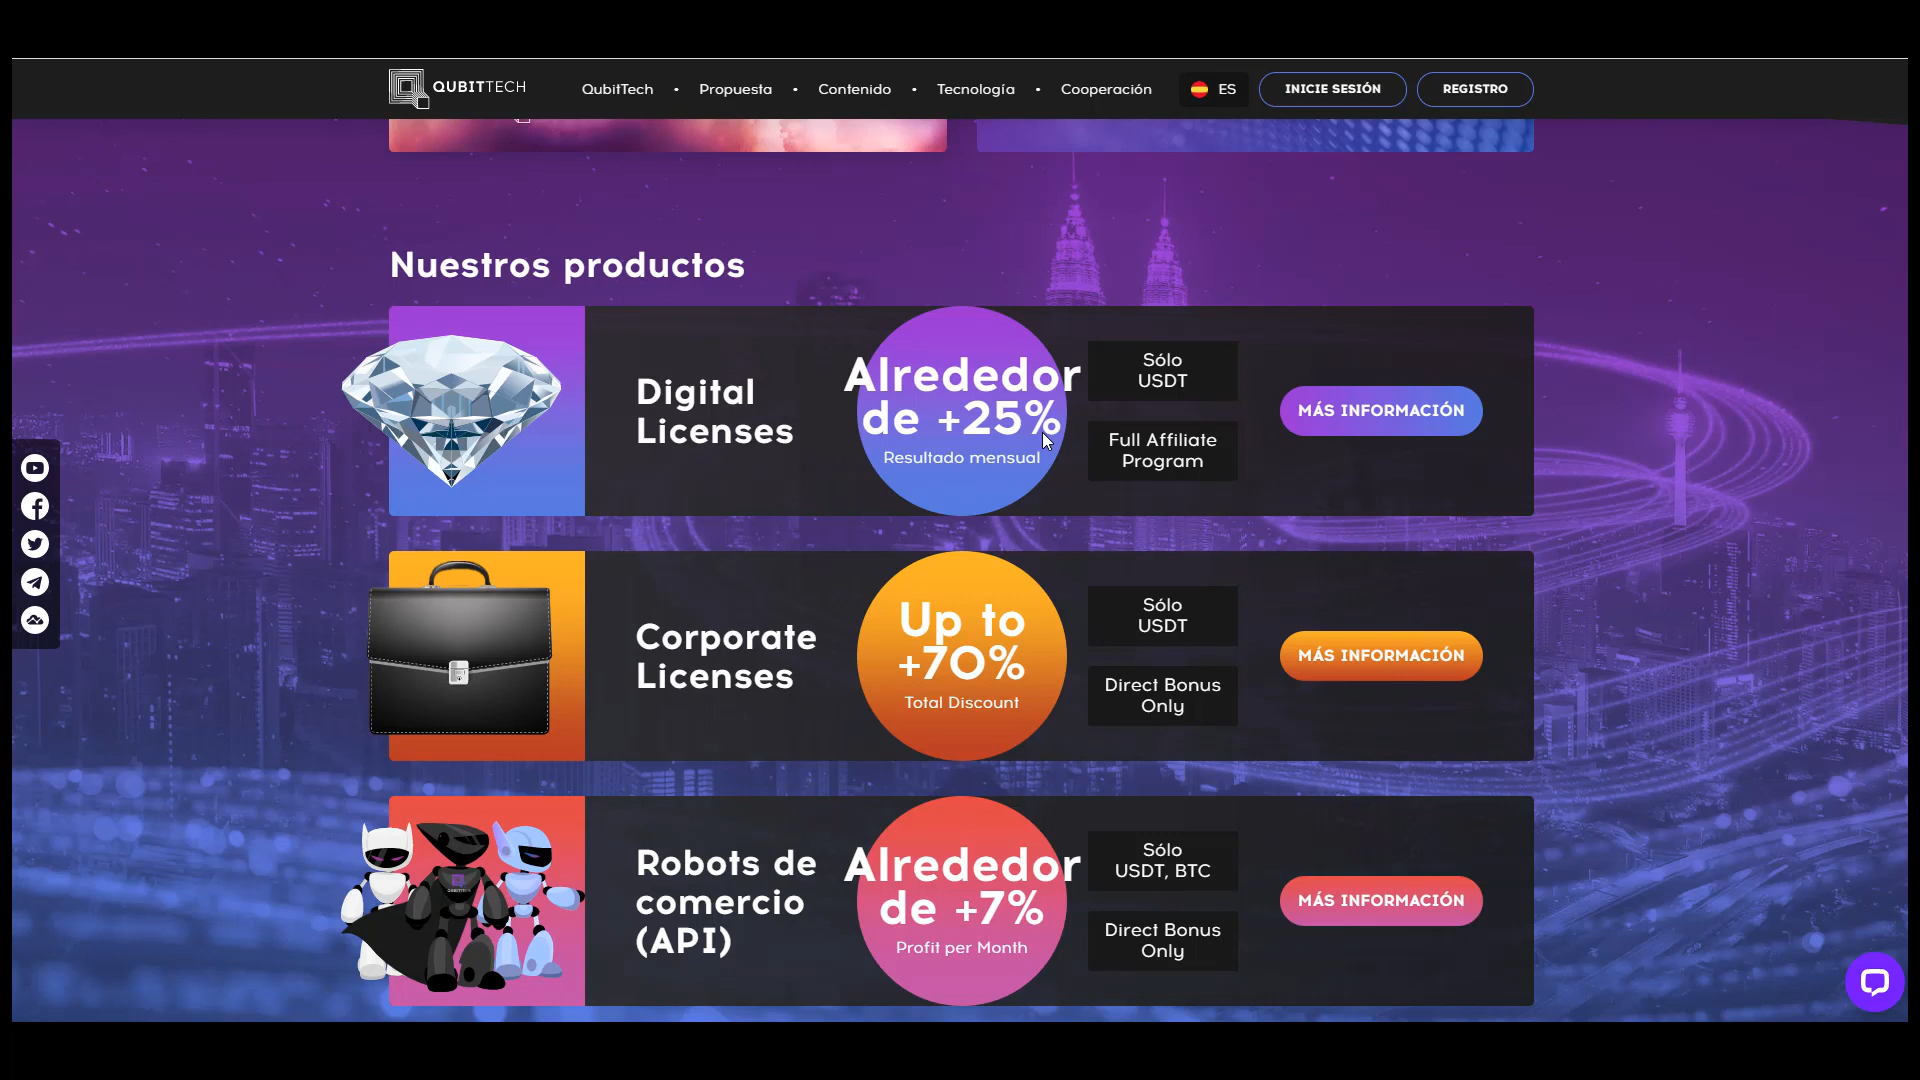 QUBITTECH
QubitTech • Propuesta • Contenido • Tecnología • Cooperación
ES
INICIE SESIÓN
REGISTRO
Nuestros productos
Digital
Licenses
Alrededor
de +25%
Resultado mensual
Sólo
USDT
Full Affiliate
Program
MÁS INFORMACIÓN
Corporate
Licenses
Up to
+70%
Total Discount
Sólo
USDT
Direct Bonus
Only
MÁS INFORMACIÓN
Robots de
comercio
(API)
Alrededor
de +7%
Profit per Month
Sólo
USDT, BTC
Direct Bonus
Only
MÁS INFORMACIÓN